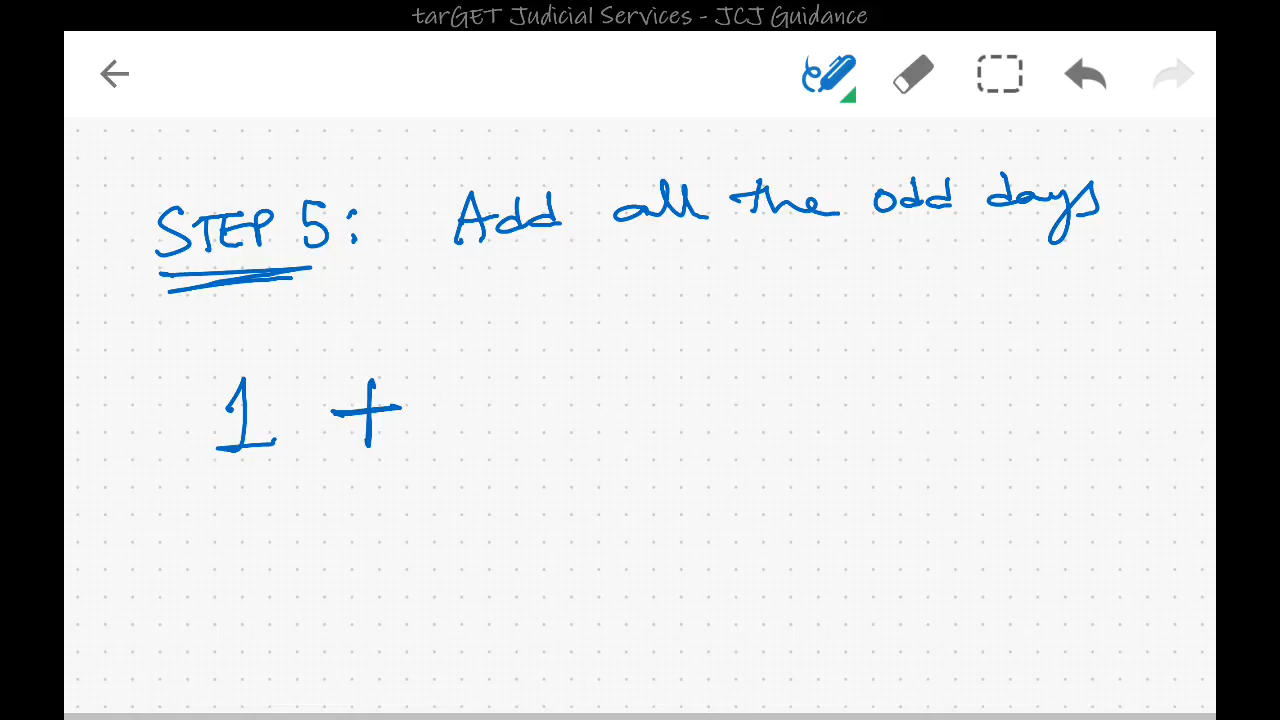 tarGET Judicial Services - JCJ Guidance
STEP 5: Add all the odd days
1 +